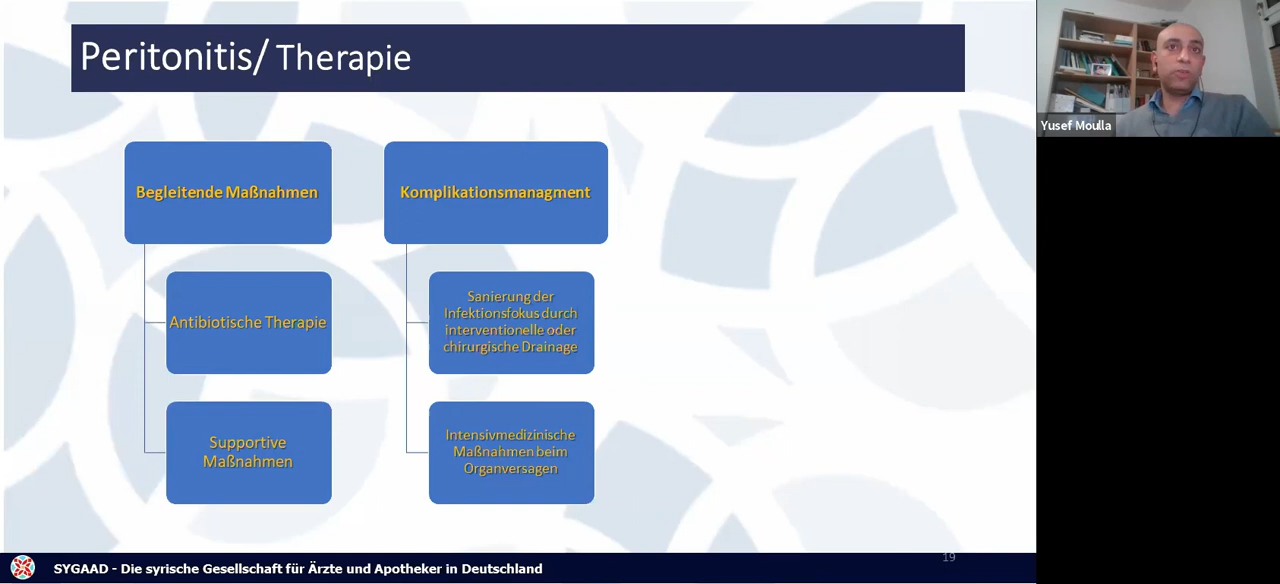 Peritonitis/ Therapie
Begleitende Maßnahmen
Antibiotische Therapie
Supportive
Maßnahmen
Komplikationsmanagment
Sanierung der
Infektionsfokus durch
interventionelle oder
chirurgische Drainage
Intensivmedizinische
Maßnahmen beim
Organversagen
19
SYGAAD - Die syrische Gesellschaft für Ärzte und Apotheker in Deutschland
Yusef Moulla